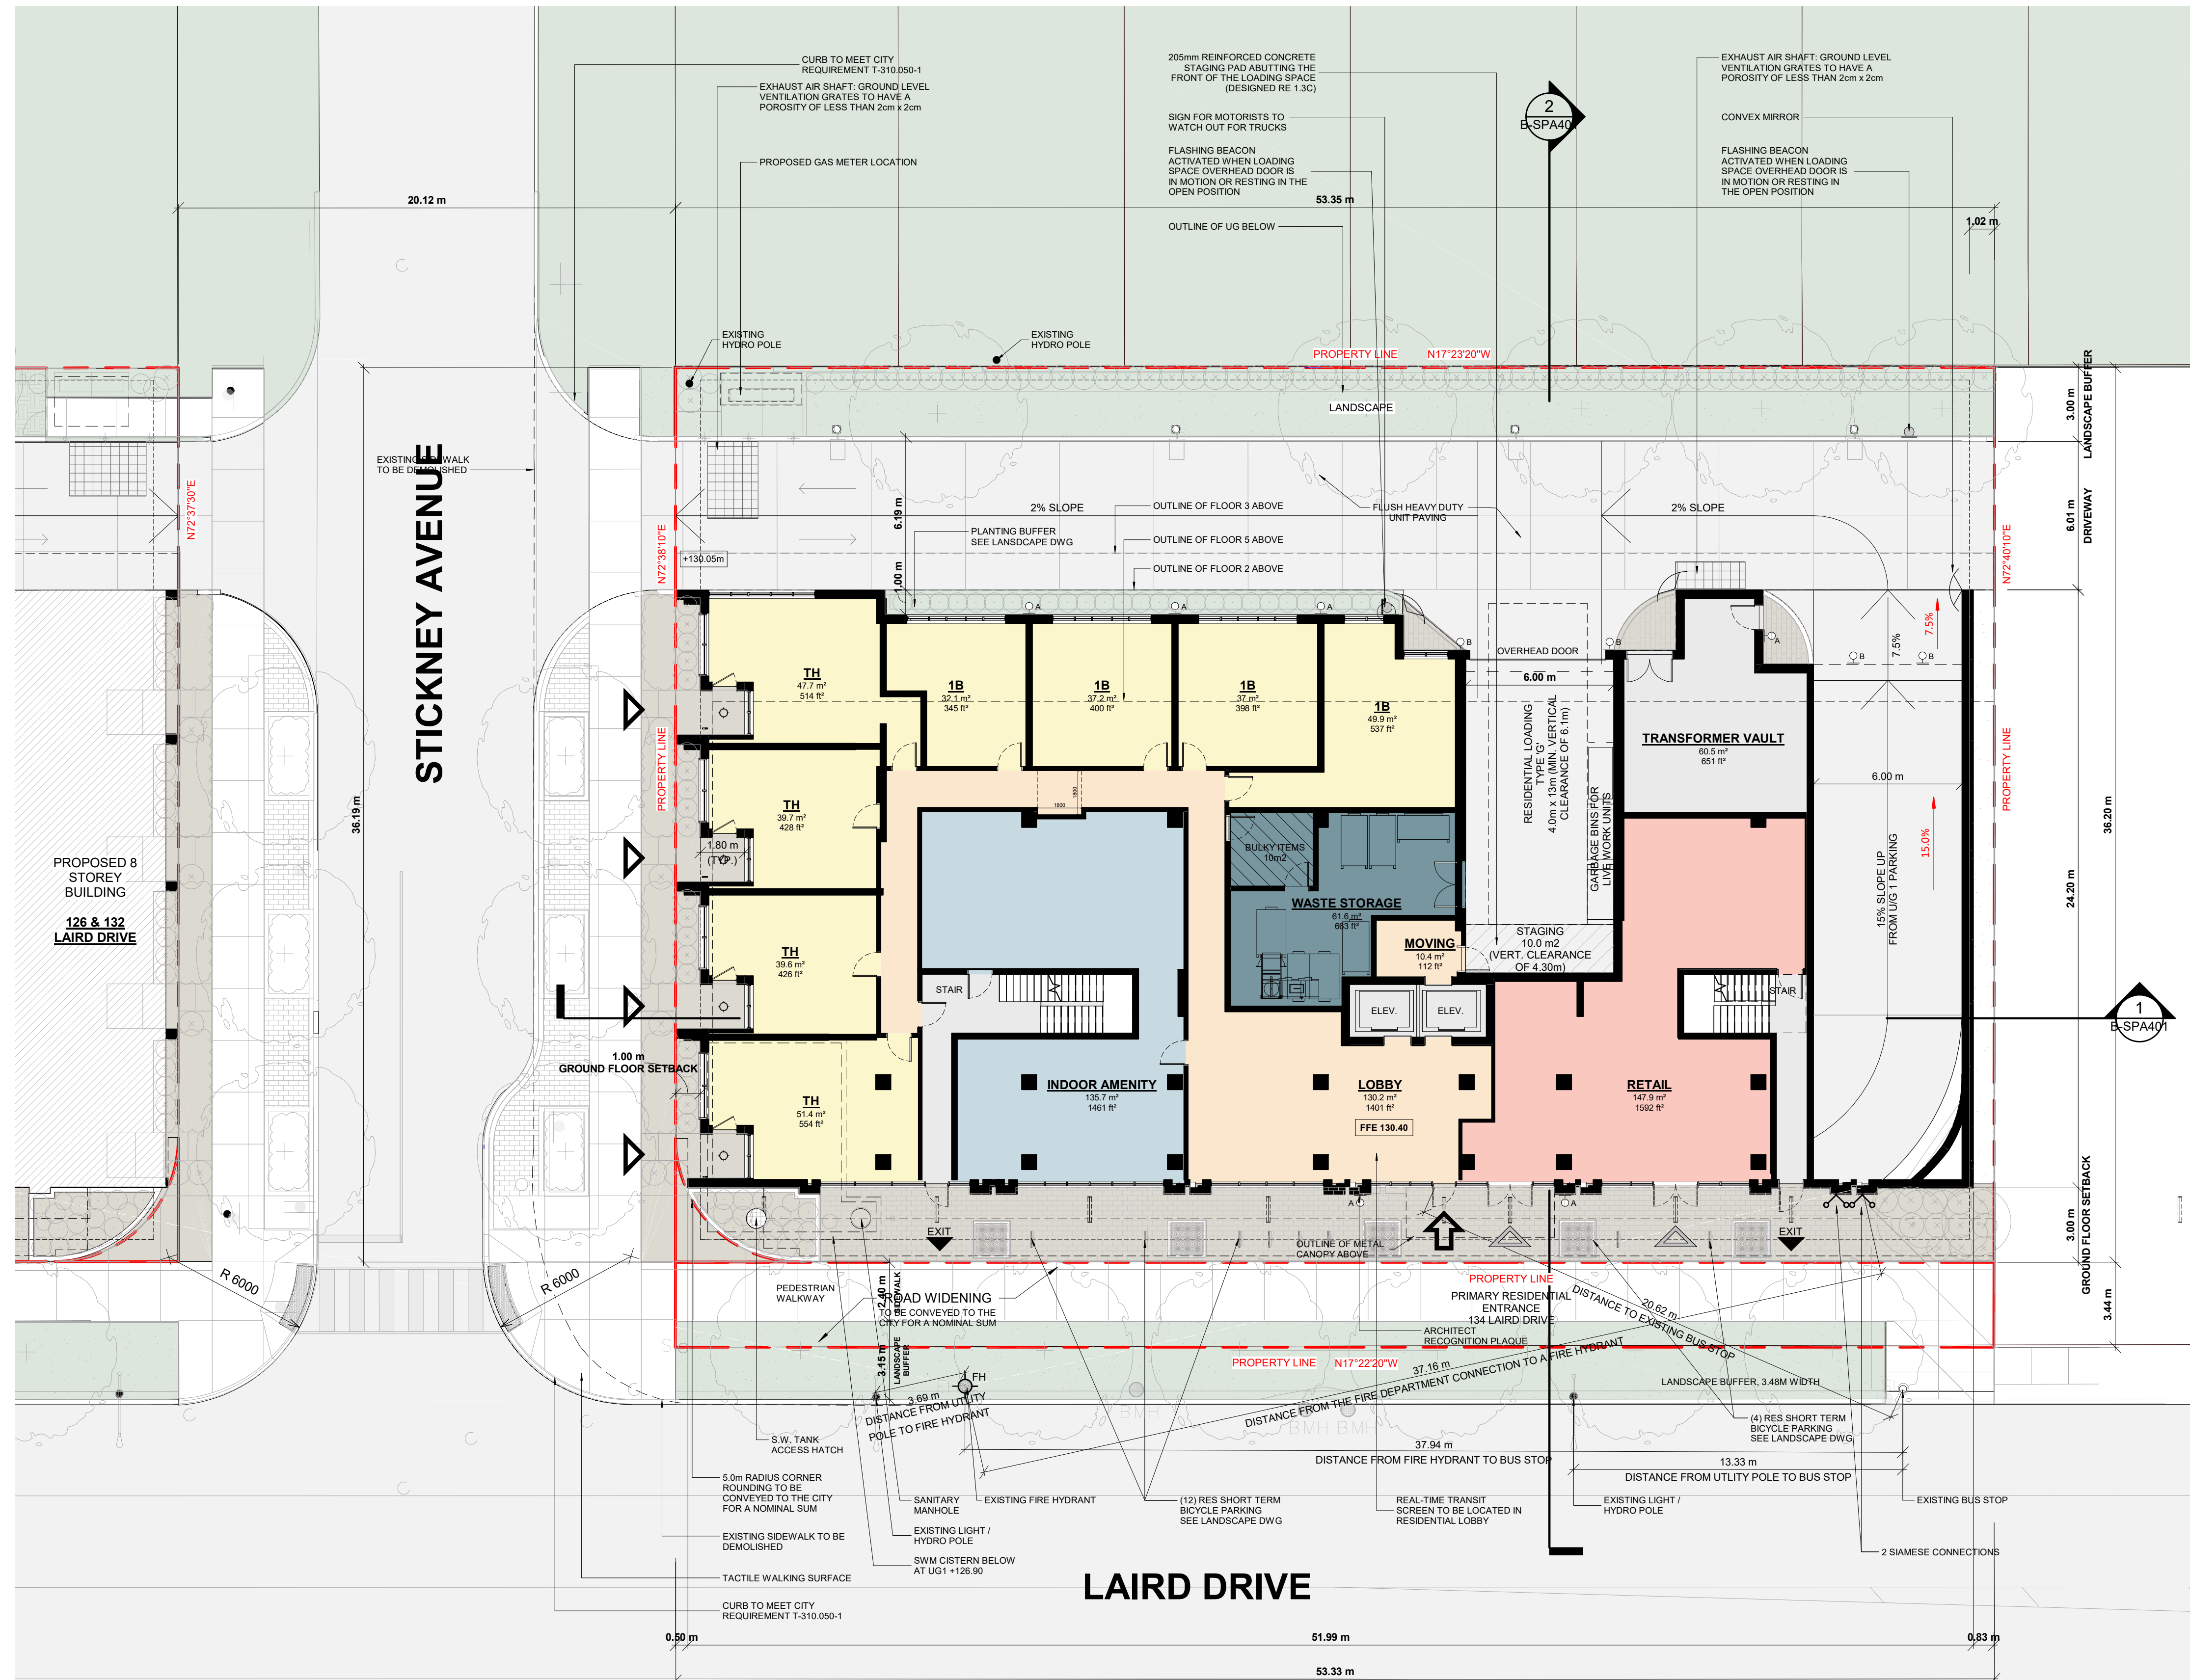 CURB TO MEET CITY
REQUIREMENT T-310.050-1
EXHAUST AIR SHAFT: GROUND LEVEL
VENTILATION GRATES TO HAVE A
POROSITY OF LESS THAN 2cm x 2cm
PROPOSED GAS METER LOCATION
205mm REINFORCED CONCRETE
STAGING PAD ABUTTING THE
FRONT OF THE LOADING SPACE
(DESIGNED RE 1.3C)
SIGN FOR MOTORISTS TO
WATCH OUT FOR TRUCKS
FLASHING BEACON
ACTIVATED WHEN LOADING
SPACE OVERHEAD DOOR IS
IN MOTION OR RESTING IN THE
OPEN POSITION
OUTLINE OF UG BELOW
2
B-SPA401
EXHAUST AIR SHAFT: GROUND LEVEL
VENTILATION GRATES TO HAVE A
POROSITY OF LESS THAN 2cm x 2cm
CONVEX MIRROR
FLASHING BEACON
ACTIVATED WHEN LOADING
SPACE OVERHEAD DOOR IS
IN MOTION OR RESTING IN
THE OPEN POSITION
20.12 m
53.35 m
1.02 m
EXISTING
HYDRO POLE
EXISTING
HYDRO POLE
PROPERTY LINE
N17°23'20"W
LANDSCAPE
3.00 m
LANDSCAPE BUFFER
EXISTING SIDEWALK
TO BE DEMOLISHED
STICKNEY AVENUE
N72°37'30"E
N72°38'10"E
N72°40'10"E
6.19 m
2% SLOPE
OUTLINE OF FLOOR 3 ABOVE
FLUSH HEAVY DUTY
UNIT PAVING
2% SLOPE
6.01 m
DRIVEWAY
PLANTING BUFFER
SEE LANSDCAPE DWG
OUTLINE OF FLOOR 5 ABOVE
OUTLINE OF FLOOR 2 ABOVE
+130.05m
1.00 m
A
A
A
B
B
A
B
B
OVERHEAD DOOR
6.00 m
7.5%
7.5%
TH
47.7 m²
514 ft²
1B
32.1 m²
345 ft²
1B
37.2 m²
400 ft²
1B
37 m²
398 ft²
1B
49.9 m²
537 ft²
RESIDENTIAL LOADING
TYPE 'G'
4.0m x 13m (MIN. VERTICAL
CLEARANCE OF 6.1m)
GARBAGE BINS FOR
LIVE WORK UNITS
TRANSFORMER VAULT
60.5 m²
651 ft²
6.00 m
PROPERTY LINE
PROPERTY LINE
36.19 m
36.20 m
24.20 m
15.0%
15% SLOPE UP
FROM U/G 1 PARKING
1800
1800
TH
39.7 m²
428 ft²
1.80 m
(TYP.)
BULKY ITEMS
10m2
WASTE STORAGE
61.6 m²
663 ft²
PROPOSED 8
STOREY
BUILDING
126 & 132
LAIRD DRIVE
TH
39.6 m²
426 ft²
MOVING
10.4 m²
112 ft²
STAGING
10.0 m2
(VERT. CLEARANCE
OF 4.30m)
STAIR
STAIR
ELEV.
ELEV.
1
B-SPA401
1.00 m
GROUND FLOOR SETBACK
TH
51.4 m²
554 ft²
INDOOR AMENITY
135.7 m²
1461 ft²
LOBBY
130.2 m²
1401 ft²
FFE 130.40
RETAIL
147.9 m²
1592 ft²
A
A
EXIT
EXIT
OUTLINE OF METAL
CANOPY ABOVE
3.00 m
GROUND FLOOR SETBACK
3.44 m
R 6000
R 6000
PEDESTRIAN
WALKWAY
2.40 m
SIDEWALK
ROAD WIDENING
TO BE CONVEYED TO THE
CITY FOR A NOMINAL SUM
3.15 m
LANDSCAPE
BUFFER
PROPERTY LINE
PRIMARY RESIDENTIAL
ENTRANCE
134 LAIRD DRIVE
ARCHITECT
RECOGNITION PLAQUE
20.62 m
DISTANCE TO EXISTING BUS STOP
PROPERTY LINE
N17°22'20"W
37.16 m
DISTANCE FROM THE FIRE DEPARTMENT CONNECTION TO A FIRE HYDRANT
LANDSCAPE BUFFER, 3.48M WIDTH
FH
3.69 m
DISTANCE FROM UTLITY
POLE TO FIRE HYDRANT
BMH
BMH BMH
(4) RES SHORT TERM
BICYCLE PARKING
SEE LANDSCAPE DWG
S.W. TANK
ACCESS HATCH
37.94 m
DISTANCE FROM FIRE HYDRANT TO BUS STOP
13.33 m
DISTANCE FROM UTLITY POLE TO BUS STOP
5.0m RADIUS CORNER
ROUNDING TO BE
CONVEYED TO THE CITY
FOR A NOMINAL SUM
SANITARY
MANHOLE
EXISTING FIRE HYDRANT
(12) RES SHORT TERM
BICYCLE PARKING
SEE LANDSCAPE DWG
REAL-TIME TRANSIT
SCREEN TO BE LOCATED IN
RESIDENTIAL LOBBY
EXISTING LIGHT /
HYDRO POLE
EXISTING BUS STOP
EXISTING SIDEWALK TO BE
DEMOLISHED
EXISTING LIGHT /
HYDRO POLE
SWM CISTERN BELOW
AT UG1 +126.90
2 SIAMESE CONNECTIONS
TACTILE WALKING SURFACE
LAIRD DRIVE
CURB TO MEET CITY
REQUIREMENT T-310.050-1
0.50 m
51.99 m
0.83 m
53.33 m